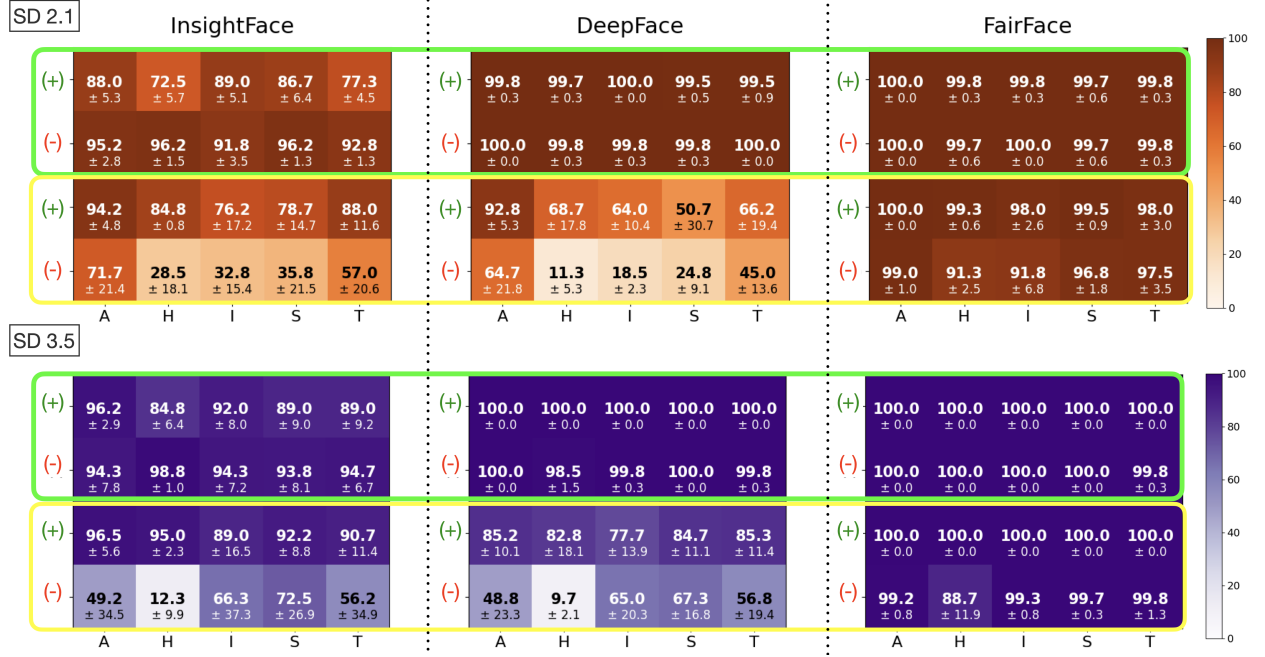 SD 2.1
InsightFace DeepFace FairFace
(+) 88.0 72.5 89.0 86.7 77.3 (+) 99.8 99.7 100.0 99.5 99.5 (+) 100.0 99.8 99.8 99.7 99.8 100
± 5.3 ± 5.7 ± 5.1 ± 6.4 ± 4.5 ± 0.3 ± 0.3 ± 0.0 ± 0.5 ± 0.9 ± 0.0 ± 0.3 ± 0.3 ± 0.6 ± 0.3 80
(-) 95.2 96.2 91.8 96.2 92.8 (-) 100.0 99.8 99.8 99.8 100.0 (-) 100.0 99.7 100.0 99.7 99.8
± 2.8 ± 1.5 ± 3.5 ± 1.3 ± 1.3 ± 0.0 ± 0.3 ± 0.3 ± 0.3 ± 0.0 ± 0.0 ± 0.6 ± 0.0 ± 0.6 ± 0.3 60
(+) 94.2 84.8 76.2 78.7 88.0 (+) 92.8 68.7 64.0 50.7 66.2 (+) 100.0 99.3 98.0 99.5 98.0 40
± 4.8 ± 0.8 ± 17.2 ± 14.7 ± 11.6 ± 5.3 ± 17.8 ± 10.4 ± 30.7 ± 19.4 ± 0.0 ± 0.6 ± 2.6 ± 0.9 ± 3.0
(-) 71.7 28.5 32.8 35.8 57.0 (-) 64.7 11.3 18.5 24.8 45.0 (-) 99.0 91.3 91.8 96.8 97.5 20
± 21.4 ± 18.1 ± 15.4 ± 21.5 ± 20.6 ± 21.8 ± 5.3 ± 2.3 ± 9.1 ± 13.6 ± 1.0 ± 2.5 ± 6.8 ± 1.8 ± 3.5 0
A H I S T A H I S T A H I S T
SD 3.5
(+) 96.2 84.8 92.0 89.0 89.0 (+) 100.0 100.0 100.0 100.0 100.0 (+) 100.0 100.0 100.0 100.0 100.0 100
± 2.9 ± 6.4 ± 8.0 ± 9.0 ± 9.2 ± 0.0 ± 0.0 ± 0.0 ± 0.0 ± 0.0 ± 0.0 ± 0.0 ± 0.0 ± 0.0 ± 0.0 80
(-) 94.3 98.8 94.3 93.8 94.7 (-) 100.0 98.5 99.8 100.0 99.8 (-) 100.0 100.0 100.0 100.0 99.8
± 7.8 ± 1.0 ± 7.2 ± 8.1 ± 6.7 ± 0.0 ± 1.5 ± 0.3 ± 0.0 ± 0.3 ± 0.0 ± 0.0 ± 0.0 ± 0.0 ± 0.3 60
(+) 96.5 95.0 89.0 92.2 90.7 (+) 85.2 82.8 77.7 84.7 85.3 (+) 100.0 100.0 100.0 100.0 100.0 40
± 5.6 ± 2.3 ± 16.5 ± 8.8 ± 11.4 ± 10.1 ± 18.1 ± 13.9 ± 11.1 ± 11.4 ± 0.0 ± 0.0 ± 0.0 ± 0.0 ± 0.0
(-) 49.2 12.3 66.3 72.5 56.2 (-) 48.8 9.7 65.0 67.3 56.8 (-) 99.2 88.7 99.3 99.7 99.8 20
± 34.5 ± 9.9 ± 37.3 ± 26.9 ± 34.9 ± 23.3 ± 2.1 ± 20.3 ± 16.8 ± 19.4 ± 0.8 ± 11.9 ± 0.8 ± 0.3 ± 1.3 0
A H I S T A H I S T A H I S T